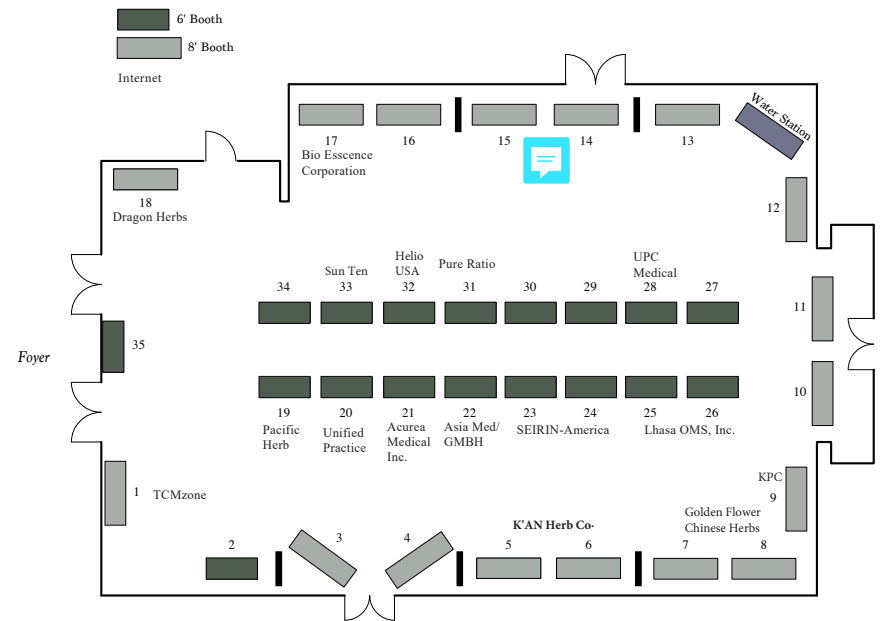 6' Booth
8' Booth
Internet
Water Station
17
16
15
14
13
Bio Esscence
Corporation
18
Dragon Herbs
12
Helio
USA
Sun Ten
Pure Ratio
UPC
Medical
34
33
32
31
30
29
28
27
11
35
Foyer
10
19
20
21
22
23
24
25
26
Pacific
Herb
Unified
Practice
Acurea
Medical
Inc.
Asia Med/
GMBH
SEIRIN-America
Lhasa OMS, Inc.
1
TCMzone
KPC
9
Golden Flower
Chinese Herbs
K'AN Herb Co.
2
3
4
5
6
7
8